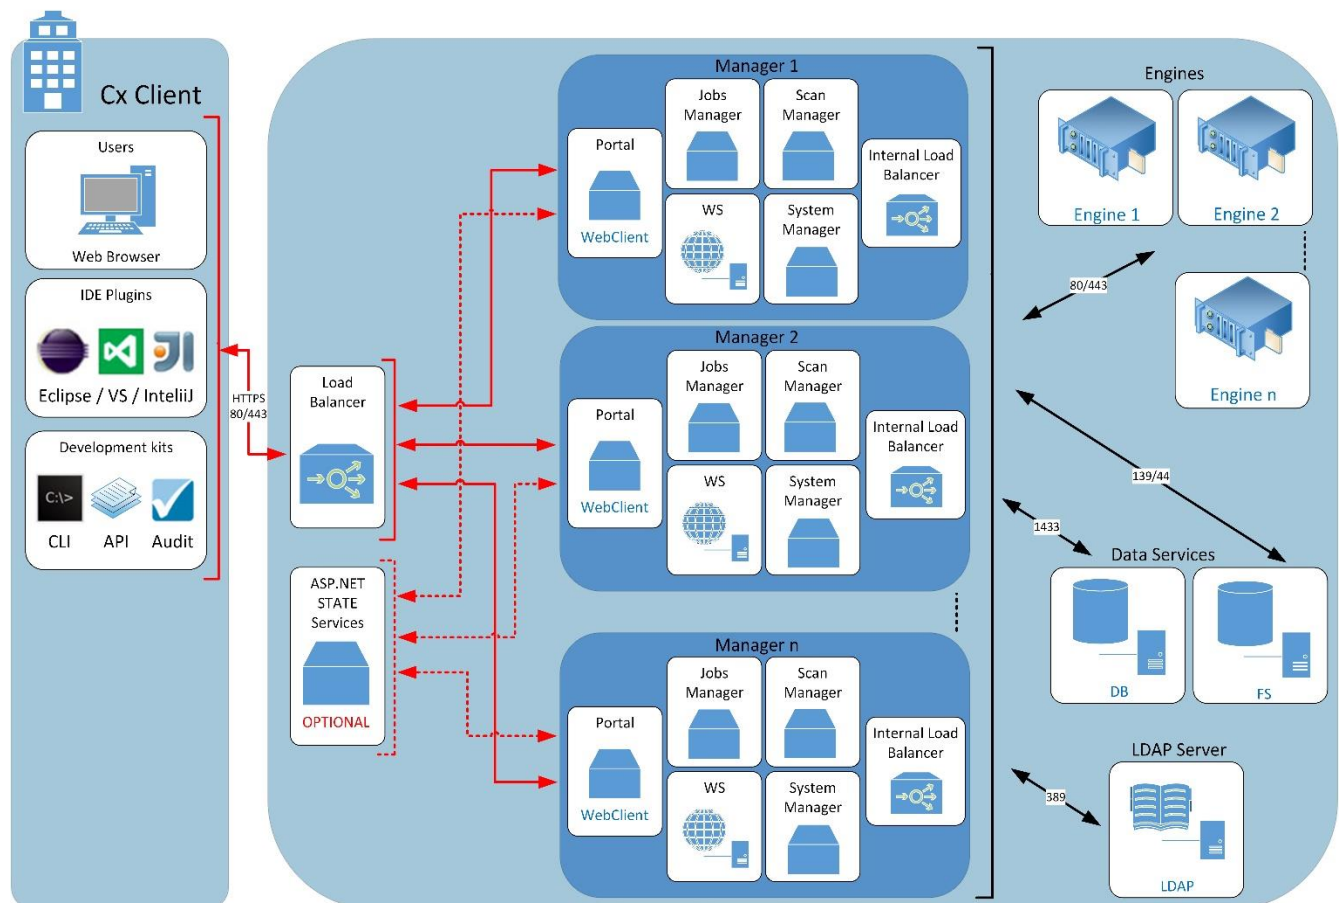 Cx Client
Users
Web Browser
IDE Plugins
Eclipse / VS / InteliiJ
Development kits
C:\>
CLI
API
Audit
HTTPS
80/443
Load
Balancer
ASP.NET
STATE
Services
OPTIONAL
Manager 1
Portal
WebClient
Jobs
Manager
Scan
Manager
WS
System
Manager
Internal Load
Balancer
Manager 2
Portal
WebClient
Jobs
Manager
Scan
Manager
WS
System
Manager
Internal Load
Balancer
Manager n
Portal
WebClient
Jobs
Manager
Scan
Manager
WS
System
Manager
Internal Load
Balancer
Engines
Engine 1
Engine 2
Engine n
80/443
139/44
1433
Data Services
DB
FS
LDAP Server
389
LDAP